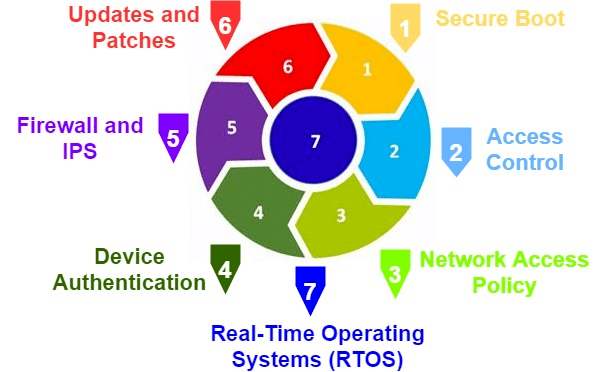 Updates and
Patches
6
1
Secure Boot
6
1
Firewall and
IPS
5
5
7
2
2
Access
Control
4
3
Device
Authentication
4
7
3
Network Access
Policy
Real-Time Operating
Systems (RTOS)